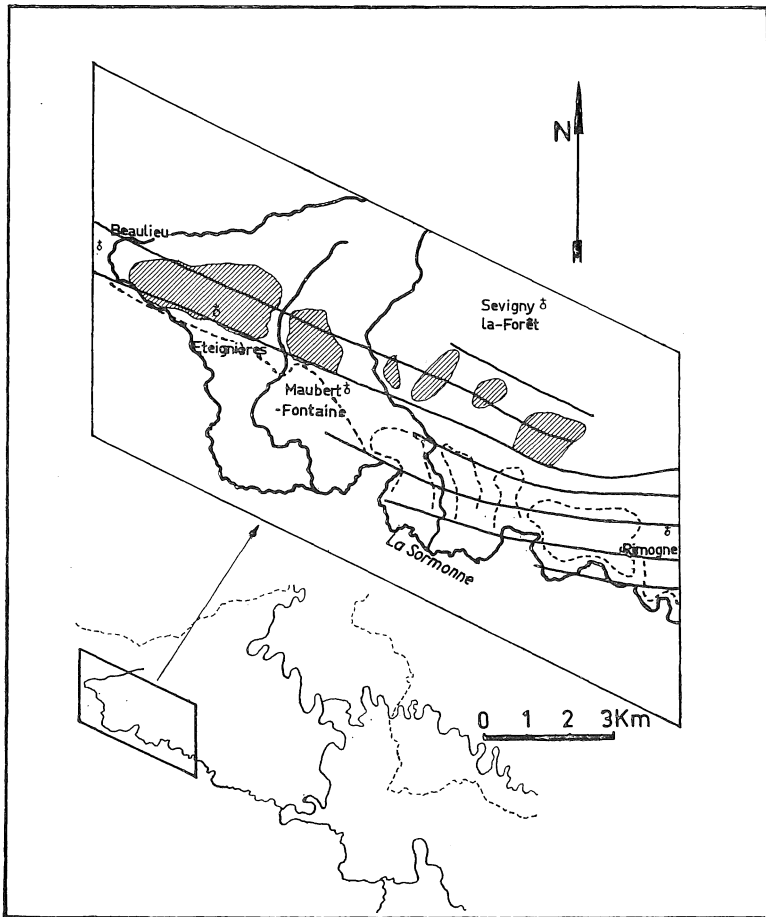 N
Beaulieu
Sevigny
la-Forêt
Eteignières
Maubert
-Fontaine
La Sormonne
Rimogne
0 1 2 3Km